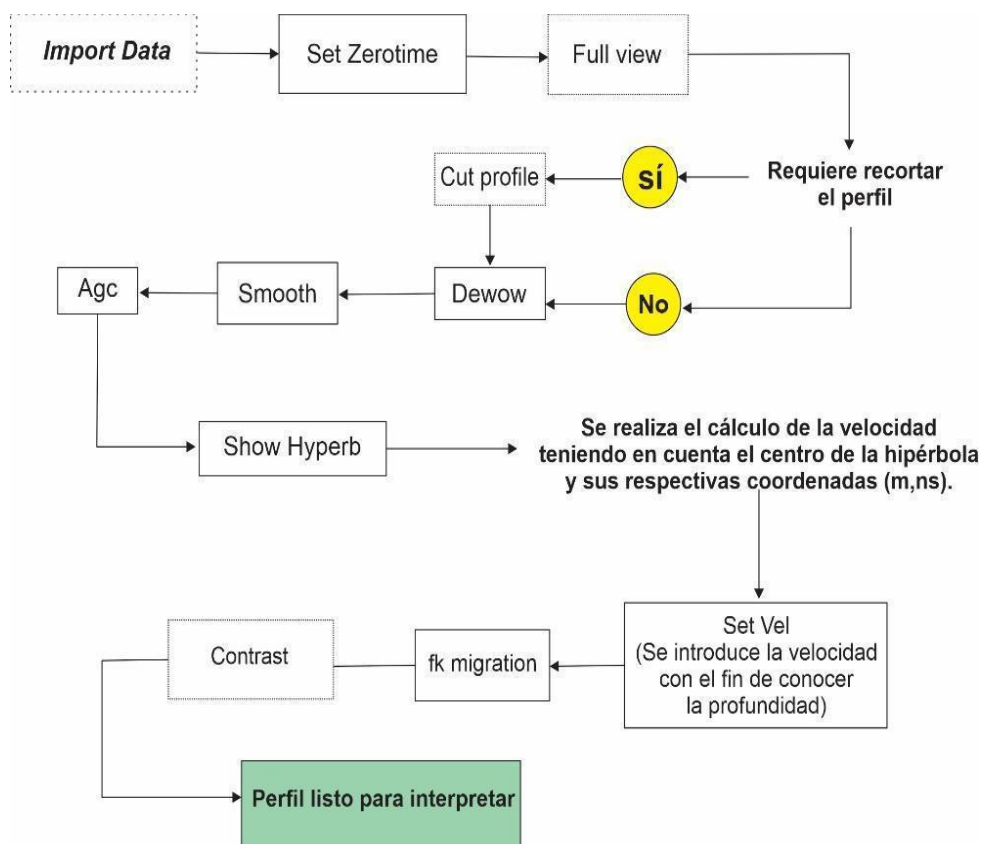 Import Data
Set Zerotime
Full view
Requiere recortar
el perfil
sí
Cut profile
No
Dewow
Smooth
Agc
Show Hyperb
Se realiza el cálculo de la velocidad
teniendo en cuenta el centro de la hipérbola
y sus respectivas coordenadas (m,ns).
Set Vel
(Se introduce la velocidad
con el fin de conocer
la profundidad)
fk migration
Contrast
Perfil listo para interpretar